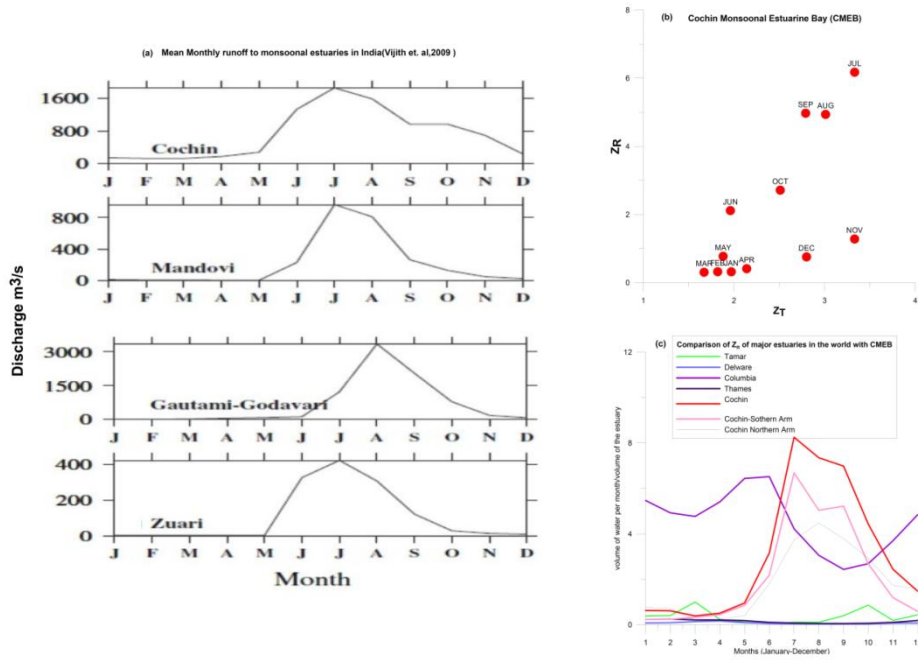 (a) Mean Monthly runoff to monsoonal estuaries in India(Vijith et. al,2009 )
Discharge m3/s
1600
800
0
Cochin
J F M A M J J A S O N D
800
400
0
Mandovi
J F M A M J J A S O N D
3000
1500
0
Gautami-Godavari
J F M A M J J A S O N D
400
200
0
Zuari
J F M A M J J A S O N D
Month
(b) Cochin Monsoonal Estuarine Bay (CMEB)
8
6
4
2
0
ZR
JUL
SEP AUG
OCT
JUN
NOV
MAY
DEC
MAR FEB JAN APR
1 2 3 4
ZT
(c) Comparison of ZR of major estuaries in the world with CMEB
Tamar
Delware
Columbia
Thames
Cochin
Cochin-Sothern Arm
Cochin Northern Arm
volume of water per month/volume of the estuary
12
8
4
0
1 2 3 4 5 6 7 8 9 10 11
Months (January-December)